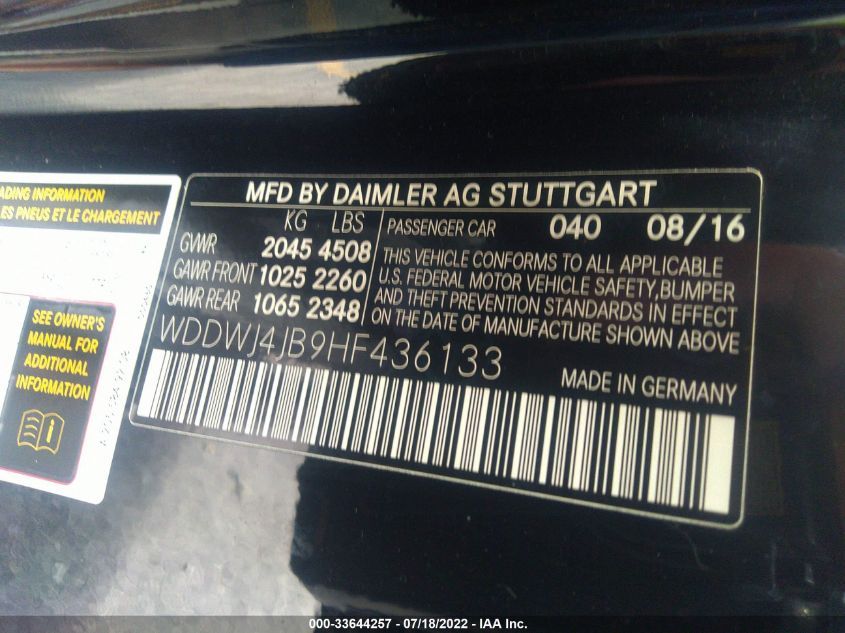 ADING INFORMATION
LES PNEUS ET LE CHARGEMENT
SEE OWNER'S
MANUAL FOR
ADDITIONAL
INFORMATION
MFD BY DAIMLER AG STUTTGART
KG LBS
GVWR 2045 4508
GAWR FRONT 1025 2260
GAWR REAR 1065 2348
PASSENGER CAR 040 08/16
THIS VEHICLE CONFORMS TO ALL APPLICABLE
U.S. FEDERAL MOTOR VEHICLE SAFETY, BUMPER
AND THEFT PREVENTION STANDARDS IN EFFECT
ON THE DATE OF MANUFACTURE SHOWN ABOVE
WDDWJ4JB9HF436133
MADE IN GERMANY
000-33644257 / 07/18/2022 - IAA Inc.